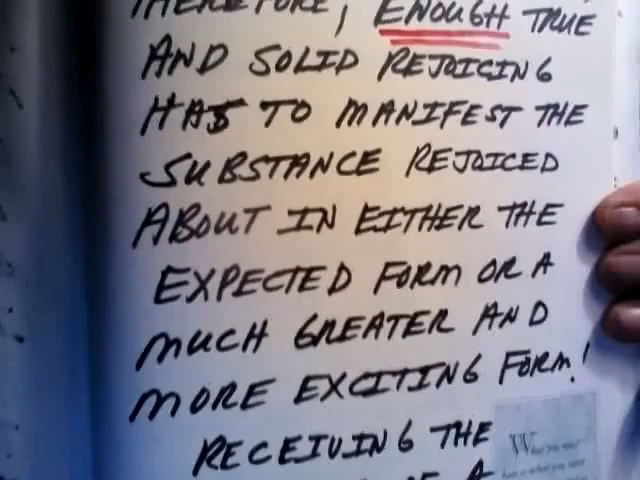 THEREFORE, ENOUGH TRUE
AND SOLID REJOICING
HAS TO MANIFEST THE
SUBSTANCE REJOICED
ABOUT IN EITHER THE
EXPECTED FORM OR A
MUCH GREATER AND
MORE EXCITING FORM!
RECEIVING THE
A